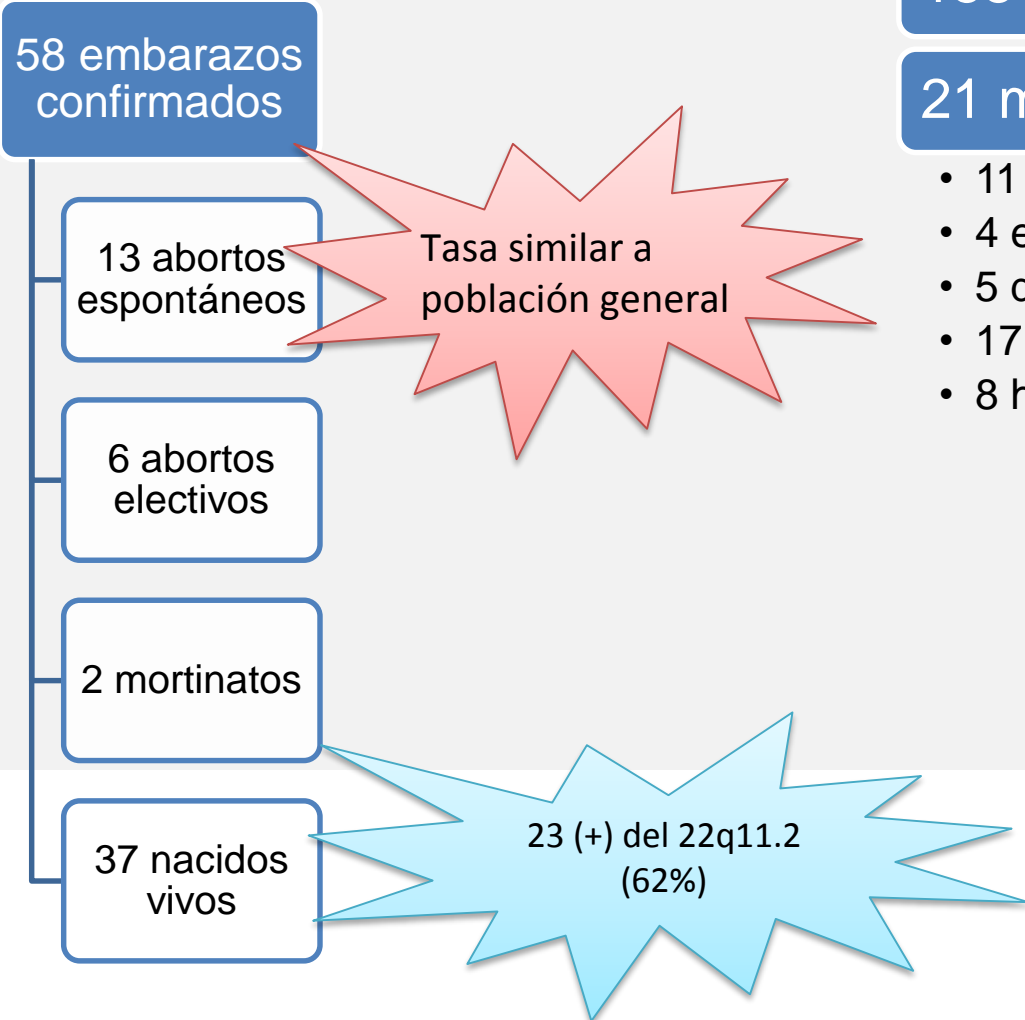 58 embarazos
confirmados
13 abortos
espontáneos
6 abortos
electivos
2 mortinatos
37 nacidos
vivos
Tasa similar a
población general
23 (+) del 22q11.2
(62%)
21
• 11
• 4
• 5
• 17
• 8